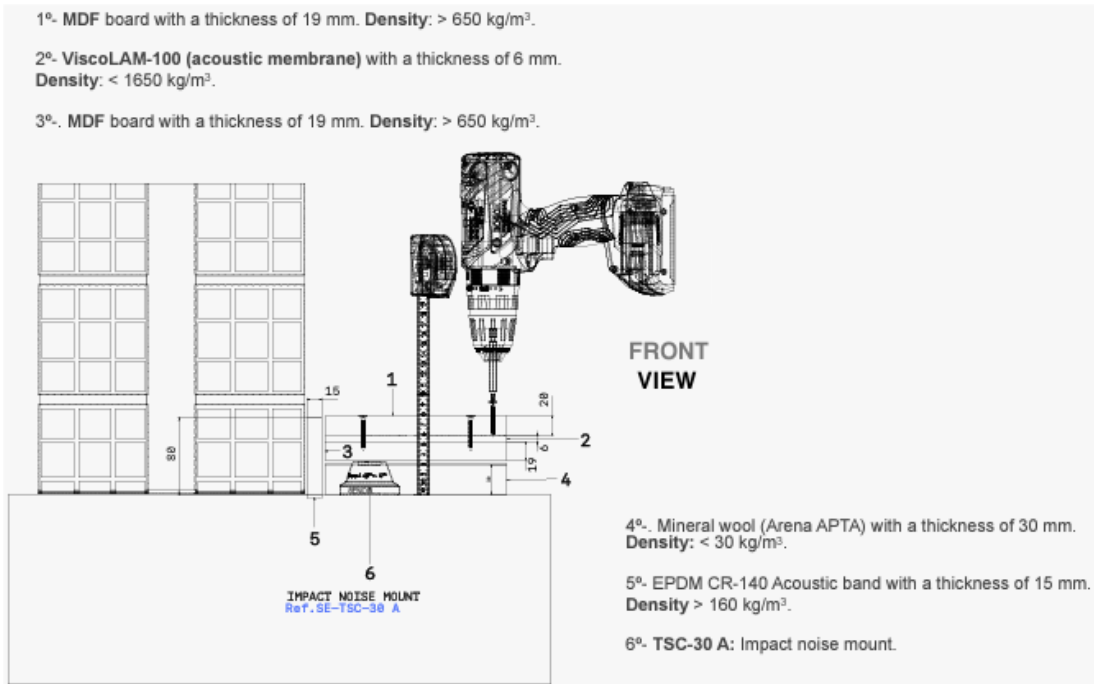 1º- MDF board with a thickness of 19 mm. Density: > 650 kg/m³.
2º- ViscoLAM-100 (acoustic membrane) with a thickness of 6 mm.
Density: < 1650 kg/m³.
3º-. MDF board with a thickness of 19 mm. Density: > 650 kg/m³.
FRONT
VIEW
15
1
20
80
3
2
6
19
4
5
6
IMPACT NOISE MOUNT
Ref.SE-TSC-30 A
4º-. Mineral wool (Arena APTA) with a thickness of 30 mm.
Density: < 30 kg/m³.
5º- EPDM CR-140 Acoustic band with a thickness of 15 mm.
Density > 160 kg/m³.
6º- TSC-30 A: Impact noise mount.